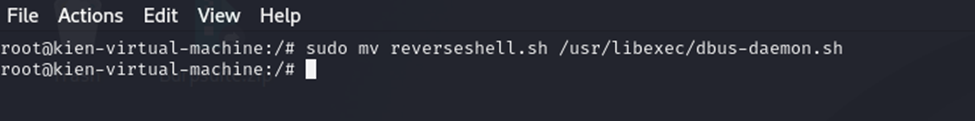 File Actions Edit View Help
root@kien-virtual-machine:/# sudo mv reverseshell.sh /usr/libexec/dbus-daemon.sh
root@kien-virtual-machine:/#